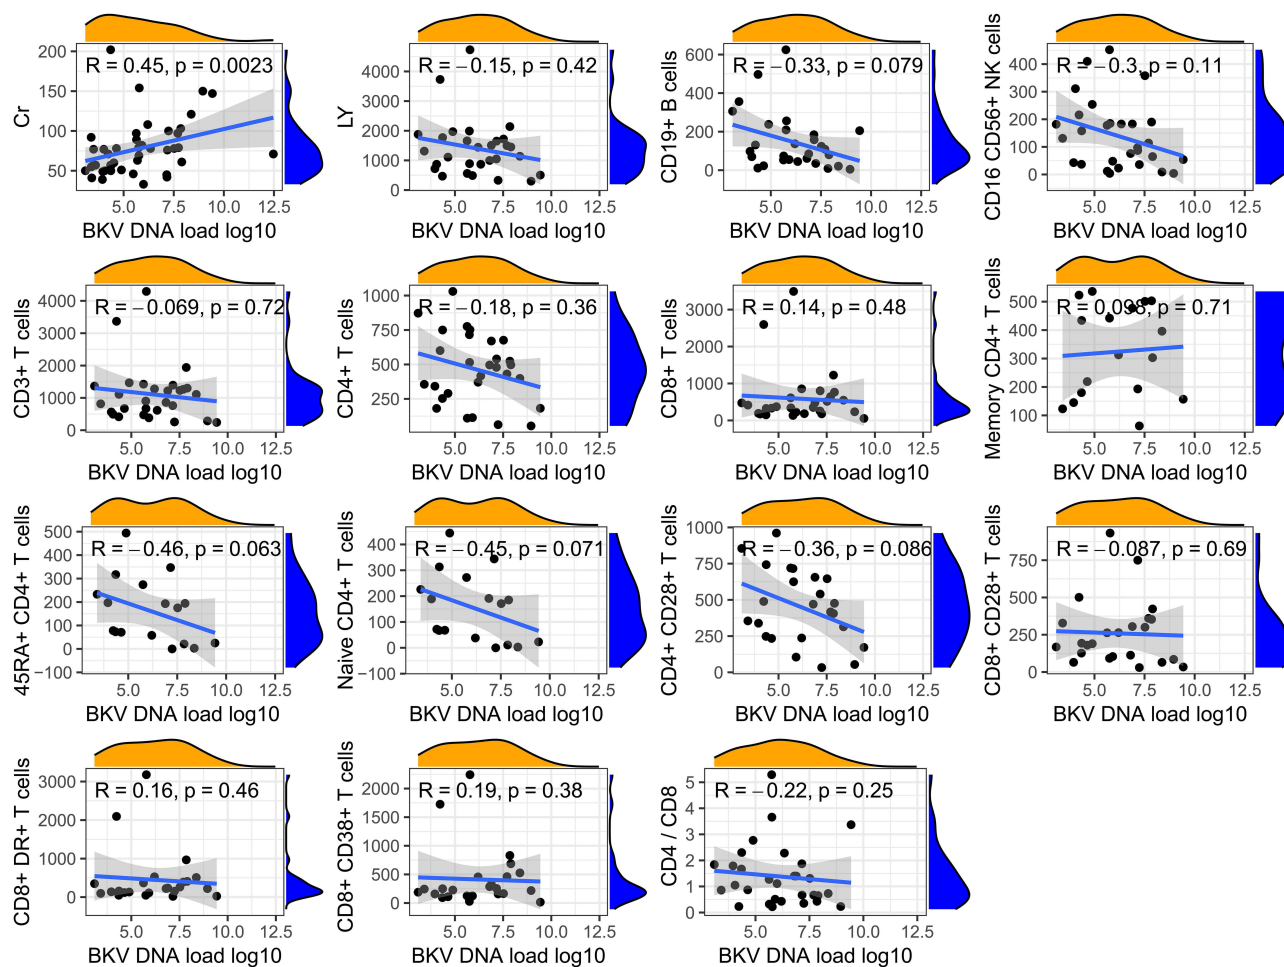 Cr
R = 0.45, p = 0.0023
200
150
100
50
5.0 7.5 10.0 12.5
BKV DNA load log10
LY
R = −0.15, p = 0.42
4000
3000
2000
1000
0
5.0 7.5 10.0 12.5
BKV DNA load log10
CD19+ B cells
R = −0.33, p = 0.079
600
400
200
0
5.0 7.5 10.0 12.5
BKV DNA load log10
CD16 CD56+ NK cells
R = −0.3, p = 0.11
400
300
200
100
0
5.0 7.5 10.0 12.5
BKV DNA load log10
CD3+ T cells
R = −0.069, p = 0.72
4000
3000
2000
1000
0
5.0 7.5 10.0 12.5
BKV DNA load log10
CD4+ T cells
R = −0.18, p = 0.36
1000
750
500
250
5.0 7.5 10.0 12.5
BKV DNA load log10
CD8+ T cells
R = 0.14, p = 0.48
3000
2000
1000
0
5.0 7.5 10.0 12.5
BKV DNA load log10
Memory CD4+ T cells
R = 0.098, p = 0.71
500
400
300
200
100
5.0 7.5 10.0 12.5
BKV DNA load log10
45RA+ CD4+ T cells
R = −0.46, p = 0.063
500
400
300
200
100
0
−100
5.0 7.5 10.0 12.5
BKV DNA load log10
Naive CD4+ T cells
R = −0.45, p = 0.071
400
300
200
100
0
−100
5.0 7.5 10.0 12.5
BKV DNA load log10
CD4+ CD28+ T cells
R = −0.36, p = 0.086
1000
750
500
250
0
5.0 7.5 10.0 12.5
BKV DNA load log10
CD8+ CD28+ T cells
R = −0.087, p = 0.69
750
500
250
0
5.0 7.5 10.0 12.5
BKV DNA load log10
CD8+ DR+ T cells
R = 0.16, p = 0.46
3000
2000
1000
0
5.0 7.5 10.0 12.5
BKV DNA load log10
CD8+ CD38+ T cells
R = 0.19, p = 0.38
2000
1500
1000
500
0
5.0 7.5 10.0 12.5
BKV DNA load log10
CD4 / CD8
R = −0.22, p = 0.25
5
4
3
2
1
0
5.0 7.5 10.0 12.5
BKV DNA load log10